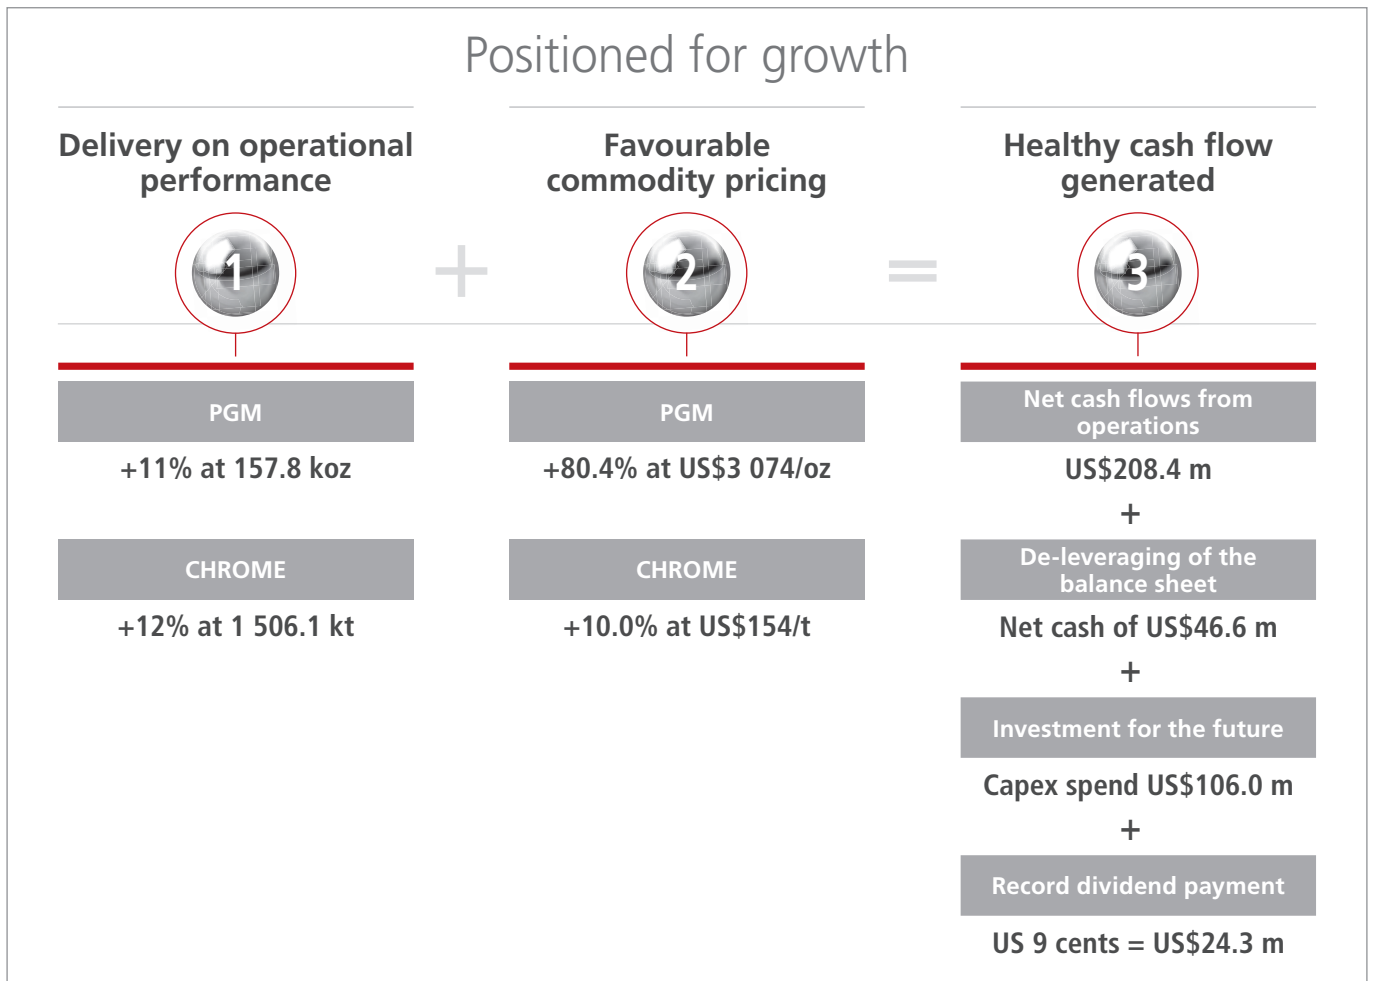 Positioned for growth
Delivery on operational
performance
1
+
Favourable
commodity pricing
2
=
Healthy cash flow
generated
3
PGM
+11% at 157.8 koz
CHROME
+12% at 1 506.1 kt
PGM
+80.4% at US$3 074/oz
CHROME
+10.0% at US$154/t
Net cash flows from
operations
US$208.4 m
+
De-leveraging of the
balance sheet
Net cash of US$46.6 m
+
Investment for the future
Capex spend US$106.0 m
+
Record dividend payment
US 9 cents = US$24.3 m